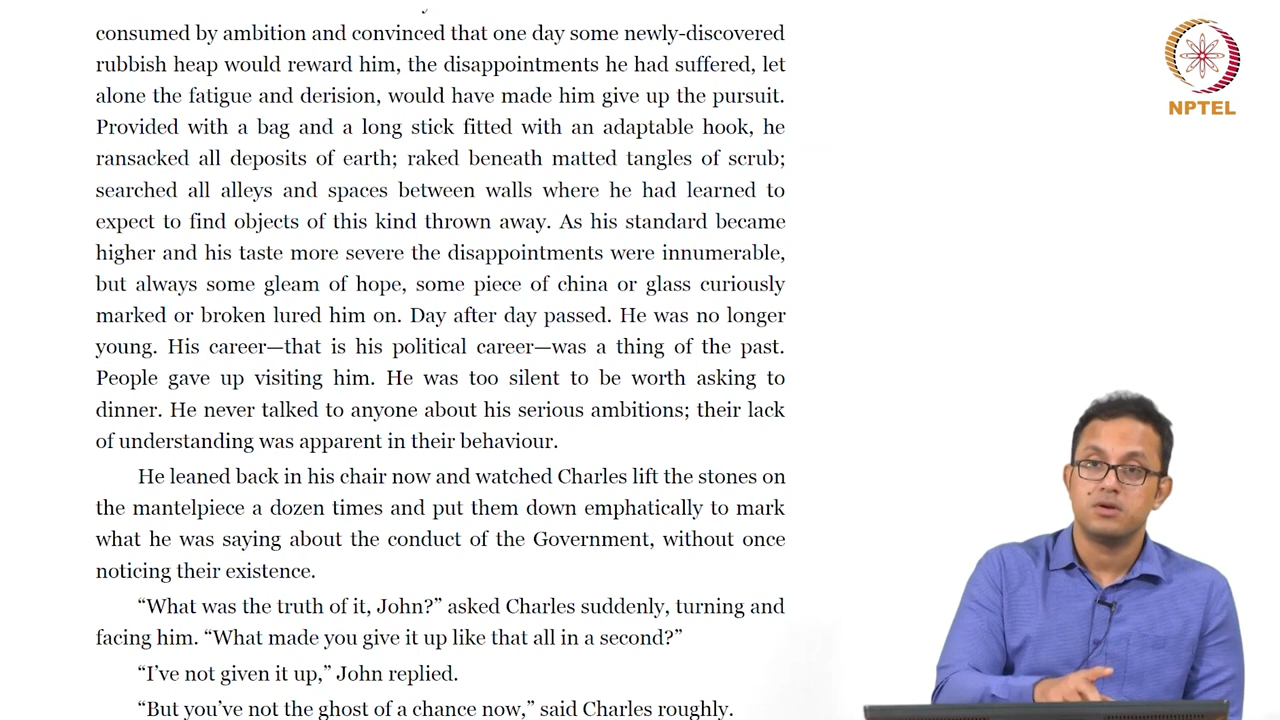 consumed by ambition and convinced that one day some newly-discovered
rubbish heap would reward him, the disappointments he had suffered, let
alone the fatigue and derision, would have made him give up the pursuit.
Provided with a bag and a long stick fitted with an adaptable hook, he
ransacked all deposits of earth; raked beneath matted tangles of scrub;
searched all alleys and spaces between walls where he had learned to
expect to find objects of this kind thrown away. As his standard became
higher and his taste more severe the disappointments were innumerable,
but always some gleam of hope, some piece of china or glass curiously
marked or broken lured him on. Day after day passed. He was no longer
young. His career—that is his political career—was a thing of the past.
People gave up visiting him. He was too silent to be worth asking to
dinner. He never talked to anyone about his serious ambitions; their lack
of understanding was apparent in their behaviour.
He leaned back in his chair now and watched Charles lift the stones on
the mantelpiece a dozen times and put them down emphatically to mark
what he was saying about the conduct of the Government, without once
noticing their existence.
“What was the truth of it, John?” asked Charles suddenly, turning and
facing him. “What made you give it up like that all in a second?”
“I’ve not given it up,” John replied.
“But you’ve not the ghost of a chance now,” said Charles roughly.
NPTEL